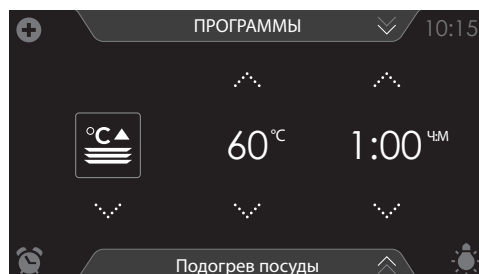 ПРОГРАММЫ
10:15
°C
60 °C
1:00 Ч:М
Подогрев посуды